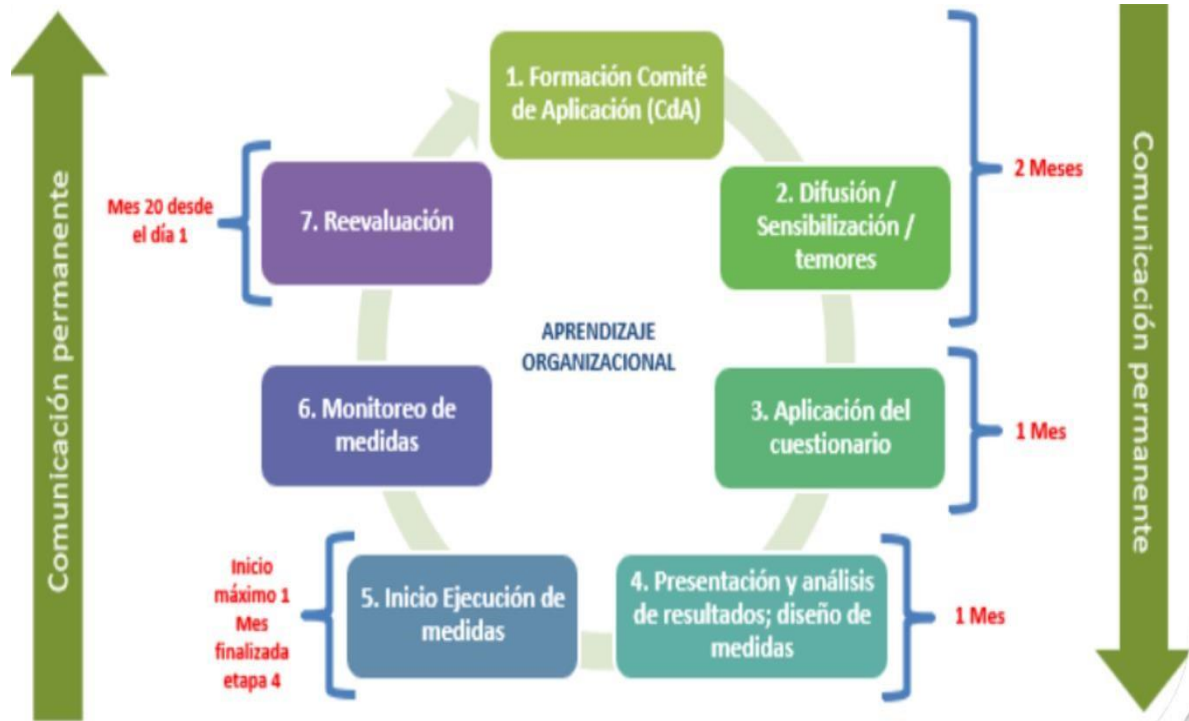 Comunicación permanente
1. Formación Comité
de Aplicación (CdA)
2. Difusión /
Sensibilización /
temores
2 Meses
3. Aplicación del
cuestionario
1 Mes
4. Presentación y análisis
de resultados; diseño de
medidas
1 Mes
5. Inicio Ejecución de
medidas
Inicio
máximo 1
Mes
finalizada
etapa 4
6. Monitoreo de
medidas
7. Reevaluación
Mes 20 desde
el día 1
APRENDIZAJE
ORGANIZACIONAL
Comunicación permanente